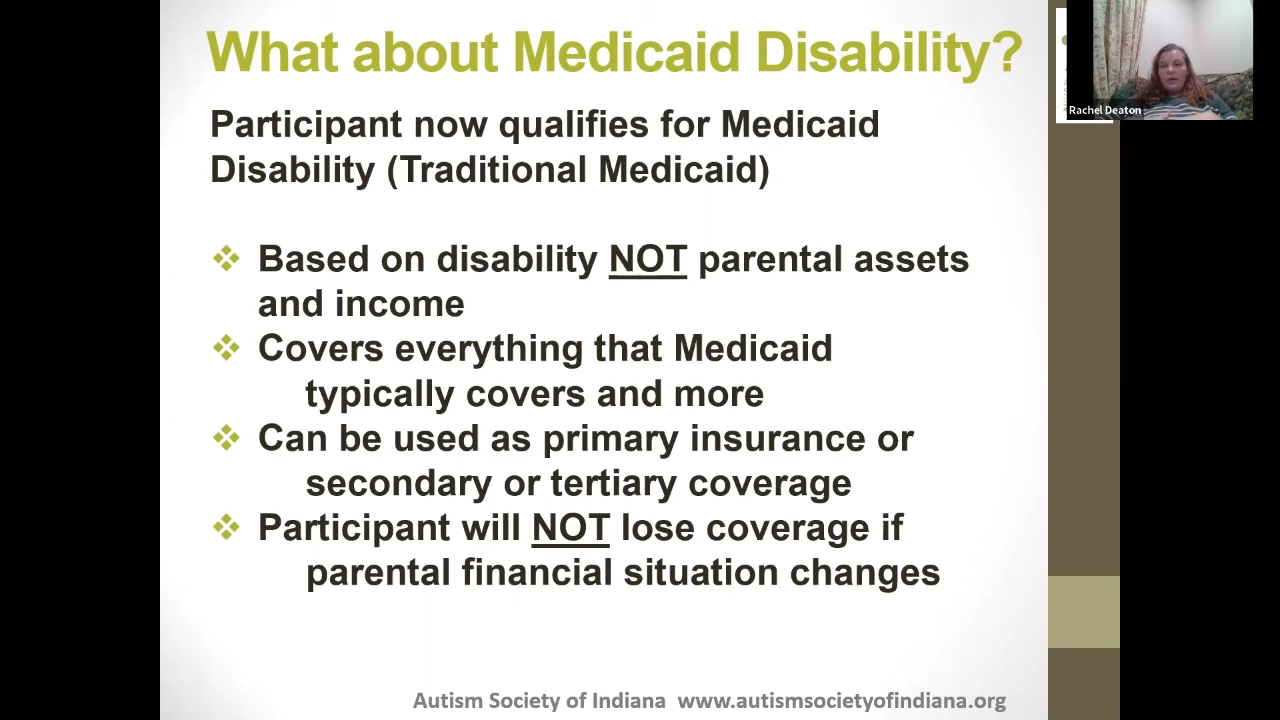 What about Medicaid Disability?
Rachel Deaton
Participant now qualifies for Medicaid
Disability (Traditional Medicaid)
Based on disability NOT parental assets
and income
Covers everything that Medicaid
typically covers and more
Can be used as primary insurance or
secondary or tertiary coverage
Participant will NOT lose coverage if
parental financial situation changes
Autism Society of Indiana www.autismsocietyofindiana.org